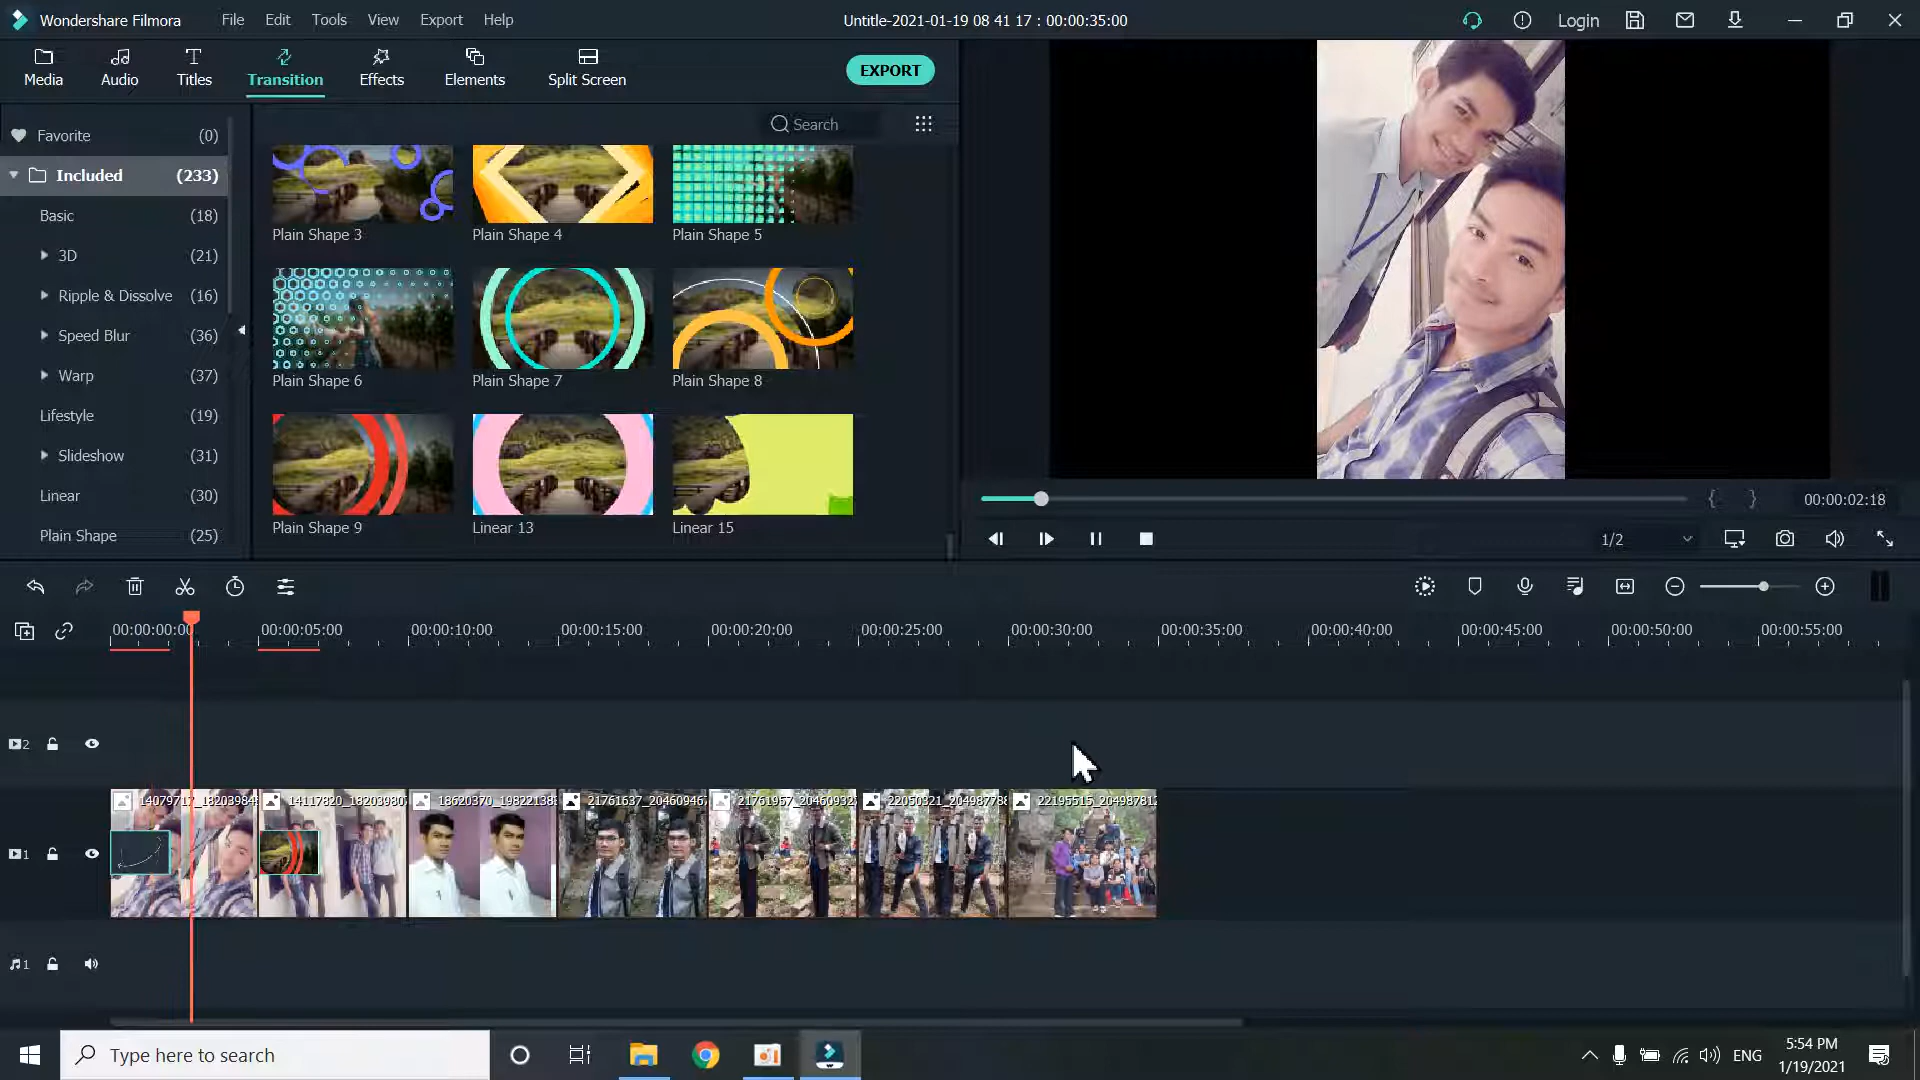 Wondershare Filmora File Edit Tools View Export Help Untitle-2021-01-19 08 41 17 : 00:00:35:00 Login
Media Audio Titles Transition Effects Elements Split Screen EXPORT
Favorite (0) Search
Included (233)
Basic (18)
3D (21)
Ripple & Dissolve (16)
Speed Blur (36)
Warp (37)
Lifestyle (19)
Slideshow (31)
Linear (30)
Plain Shape (25)
Plain Shape 3 Plain Shape 4 Plain Shape 5
Plain Shape 6 Plain Shape 7 Plain Shape 8
Plain Shape 9 Linear 13 Linear 15
00:00:02:18
1/2
00:00:00:00 00:00:05:00 00:00:10:00 00:00:15:00 00:00:20:00 00:00:25:00 00:00:30:00 00:00:35:00 00:00:40:00 00:00:45:00 00:00:50:00 00:00:55:00
2
1
1
Type here to search ENG 5:54 PM
1/19/2021